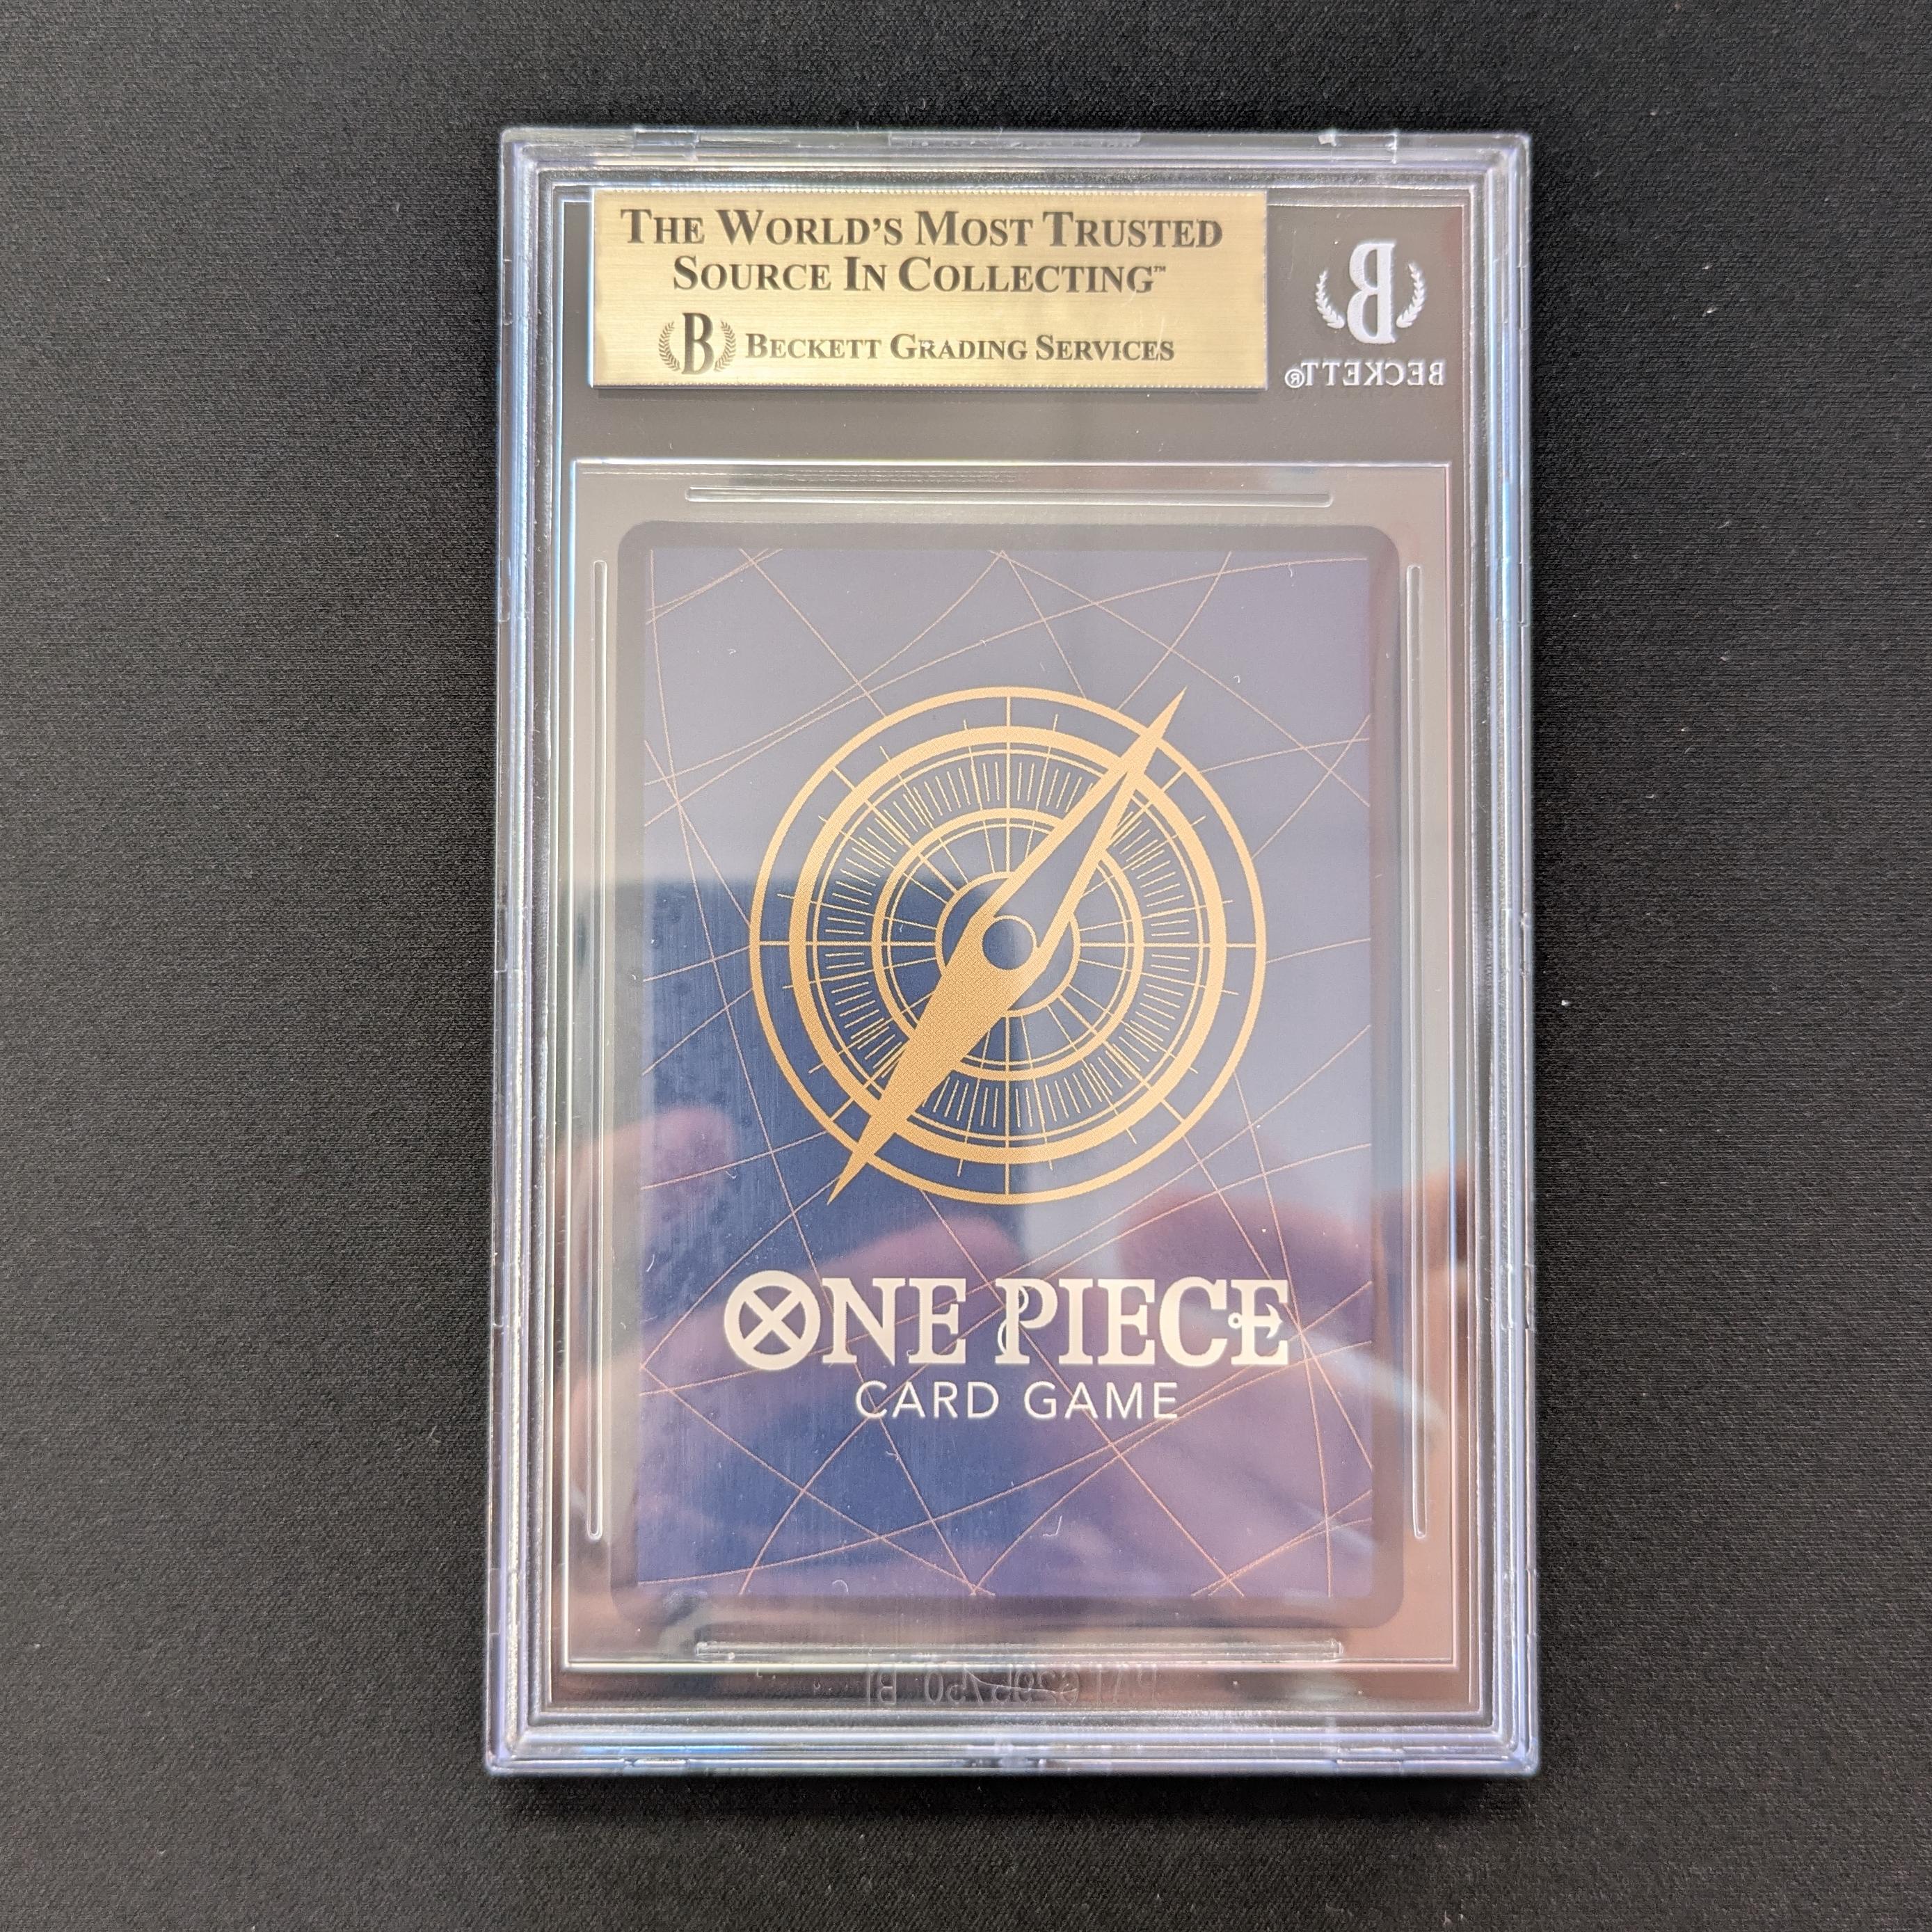 THE WORLD'S MOST TRUSTED
SOURCE IN COLLECTING™
B BECKETT GRADING SERVICES
B
BECKETT®
ONE PIECE
CARD GAME